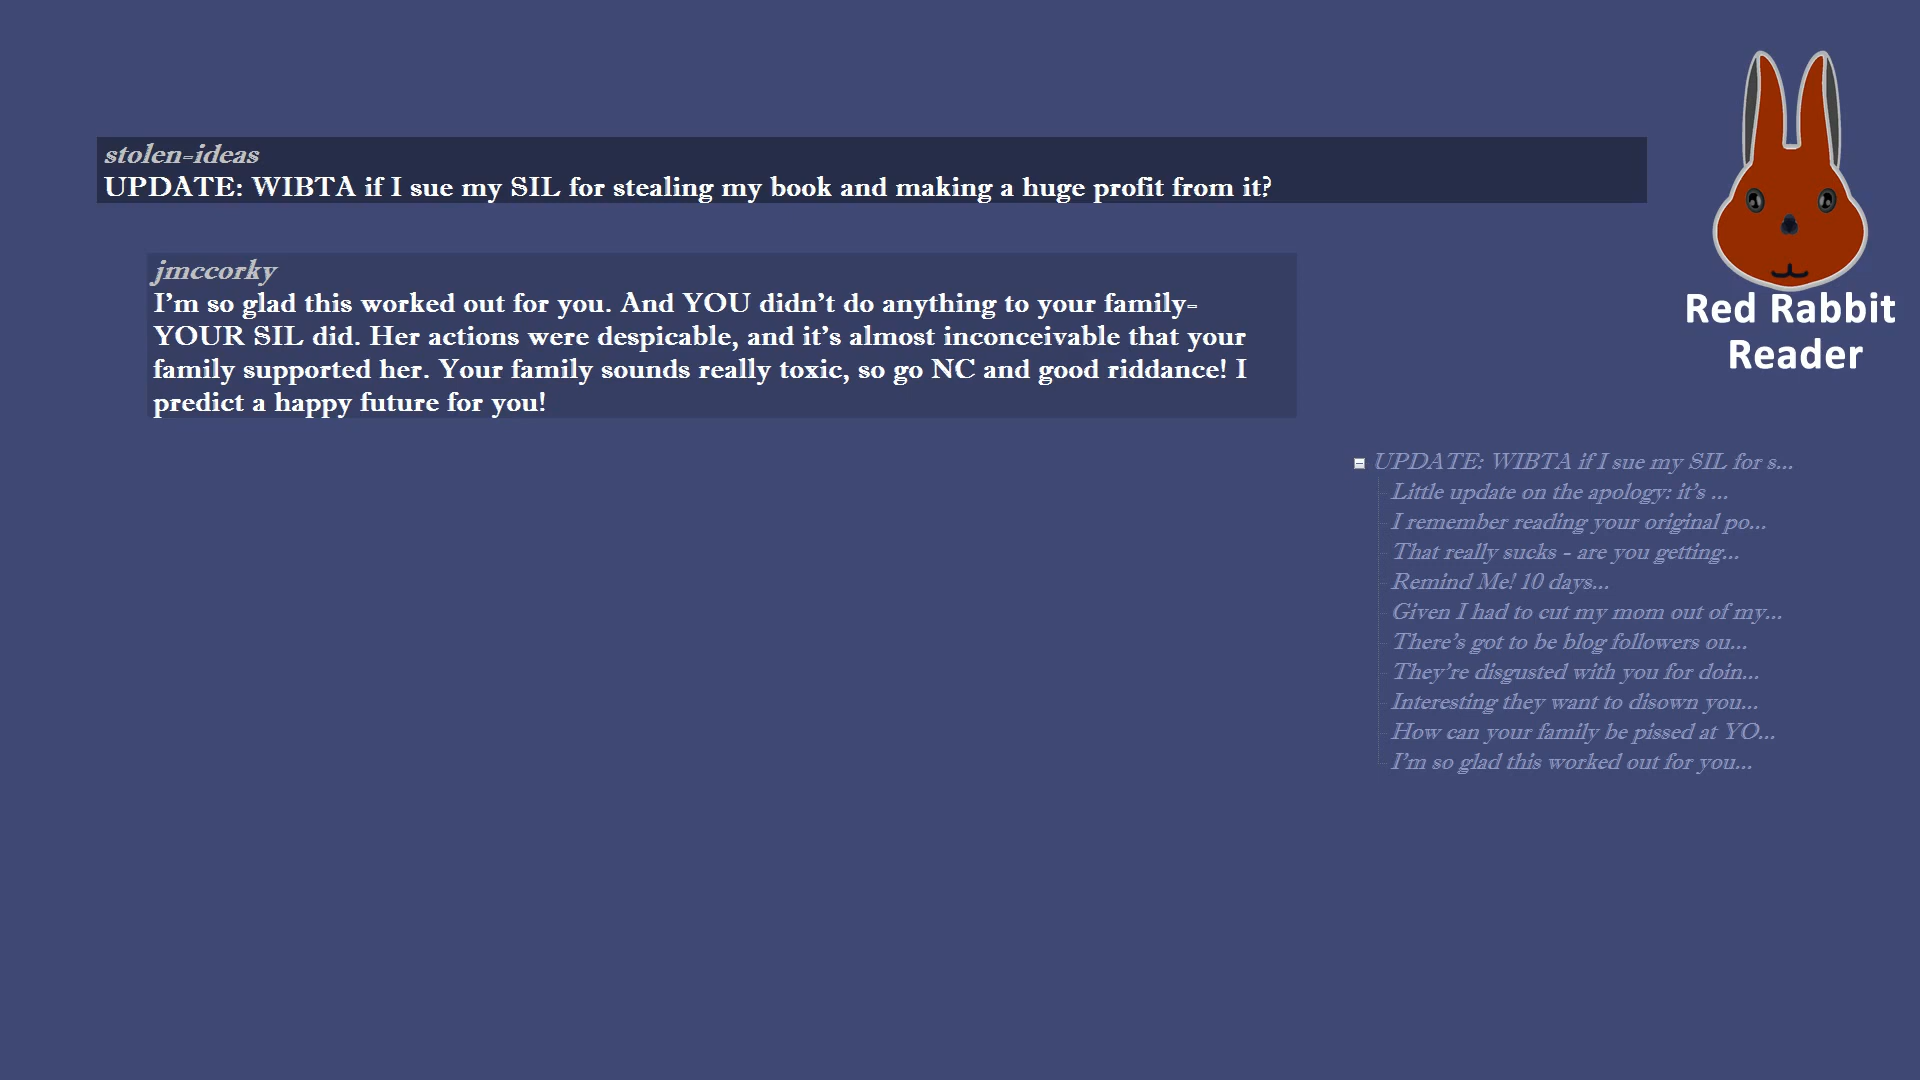 stolen-ideas
UPDATE: WIBTA if I sue my SIL for stealing my book and making a huge profit from it?
jmccorky
I'm so glad this worked out for you. And YOU didn't do anything to your family-
YOUR SIL did. Her actions were despicable, and it's almost inconceivable that your
family supported her. Your family sounds really toxic, so go NC and good riddance! I
predict a happy future for you!
Red Rabbit
Reader
UPDATE: WIBTA if I sue my SIL for s...
Little update on the apology: it's ...
I remember reading your original po...
That really sucks - are you getting...
Remind Me! 10 days...
Given I had to cut my mom out of my...
There's got to be blog followers ou...
They're disgusted with you for doin...
Interesting they want to disown you...
How can your family be pissed at YO...
I'm so glad this worked out for you...